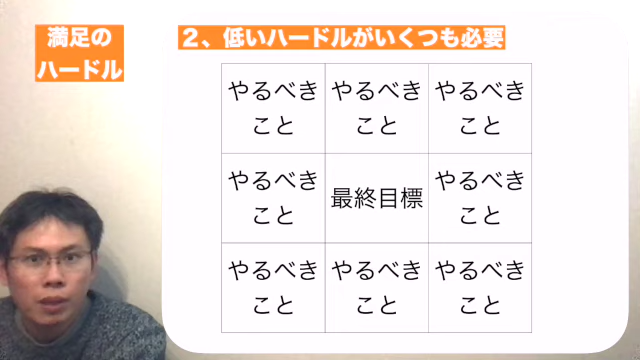 満足の
ハードル
２、低いハードルがいくつも必要
やるべき
こと
やるべき
こと
やるべき
こと
やるべき
こと
最終目標
やるべき
こと
やるべき
こと
やるべき
こと
やるべき
こと